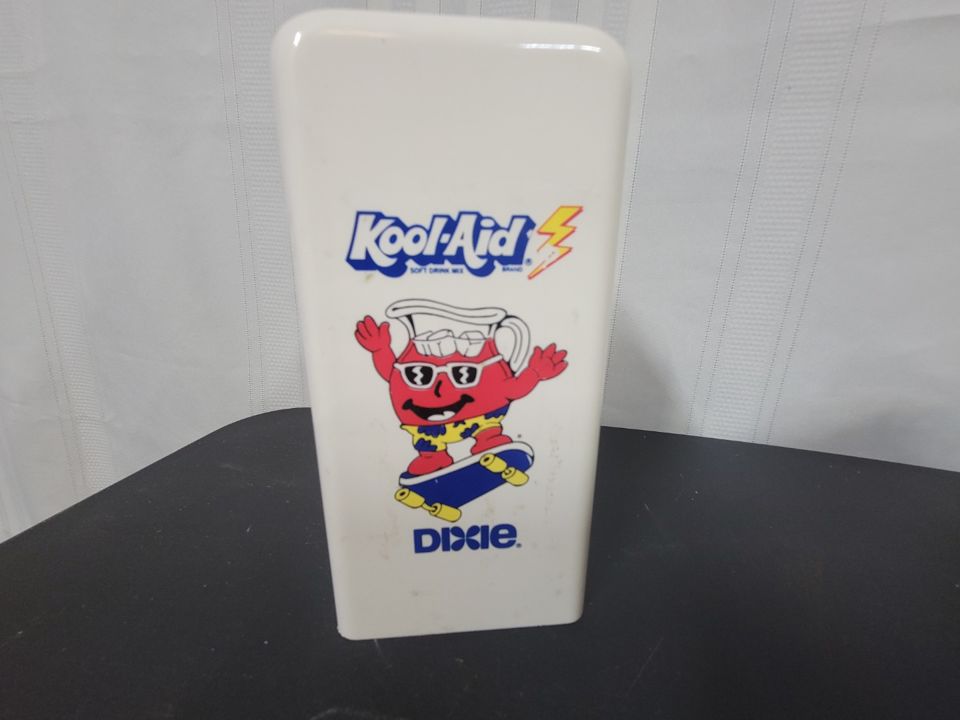 Kool-Aid®
SOFT DRINK MIX BRAND
DIXIE®